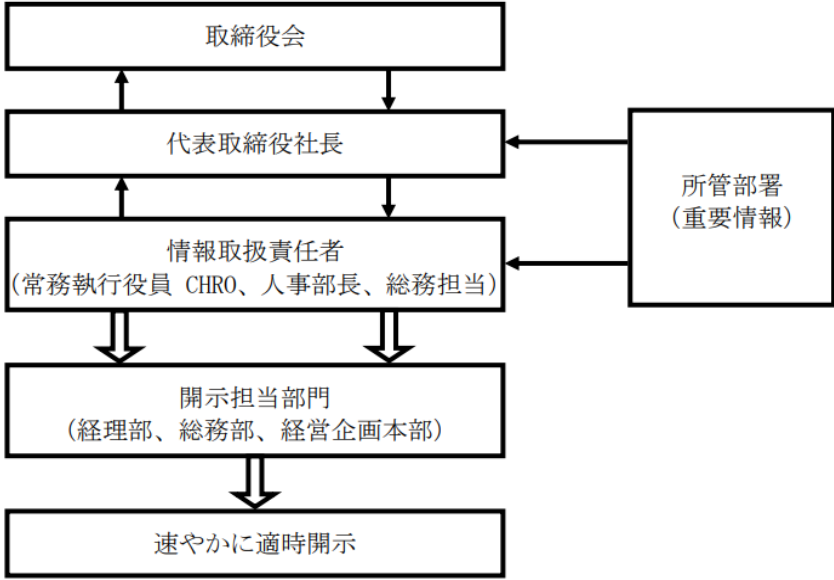 取締役会
代表取締役社長
所管部署
(重要情報)
情報取扱責任者
(常務執行役員 CHRO、人事部長、総務担当)
開示担当部門
(経理部、総務部、経営企画本部)
速やかに適時開示